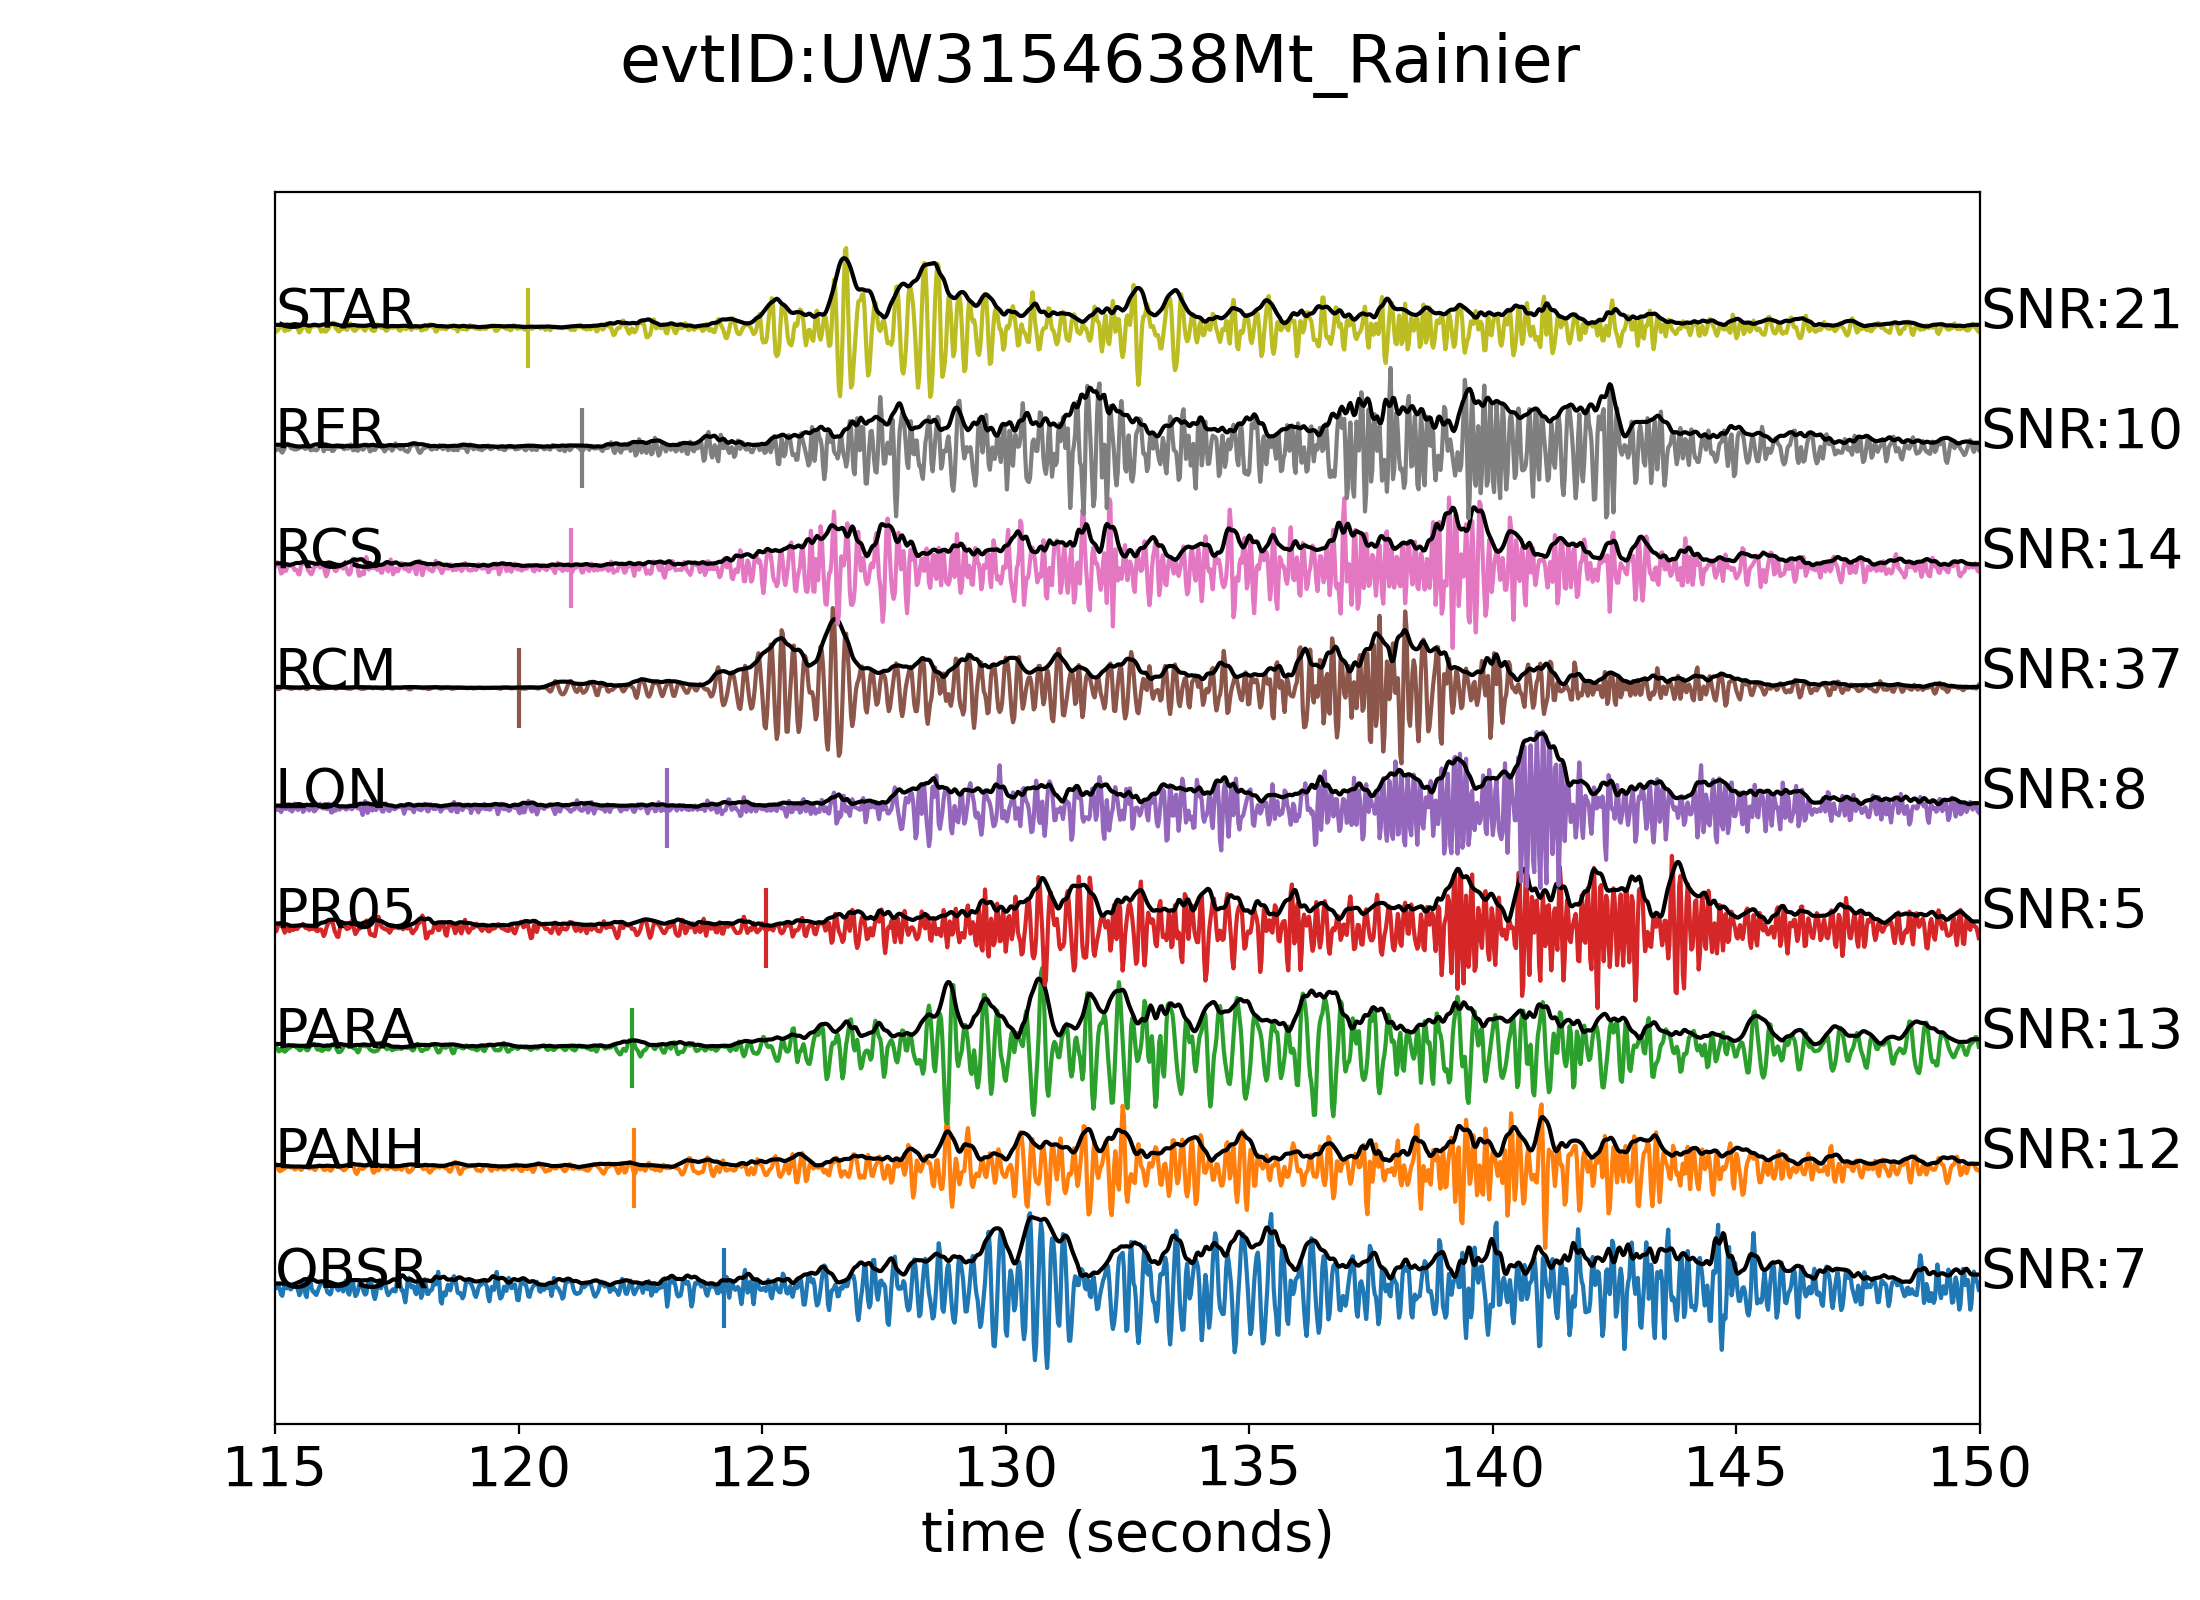 evtID:UW3154638Mt_Rainier
STAR SNR:21
RER SNR:10
RCS SNR:14
RCM SNR:37
LON SNR:8
PR05 SNR:5
PARA SNR:13
PANH SNR:12
OBSR SNR:7
115 120 125 130 135 140 145 150
time (seconds)